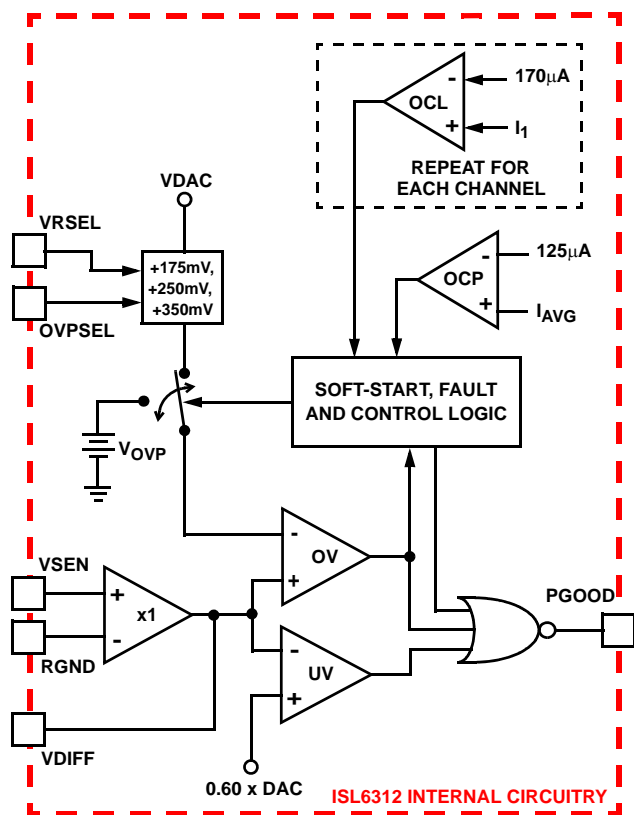 170μA
-
OCL
+
I1
REPEAT FOR
EACH CHANNEL
VDAC
VRSEL
+175mV,
+250mV,
+350mV
OVPSEL
125μA
-
OCP
+
IAVG
SOFT-START, FAULT
AND CONTROL LOGIC
VOVP
-
OV
+
VSEN
+
x1
-
RGND
PGOOD
-
UV
+
VDIFF
0.60 x DAC
ISL6312 INTERNAL CIRCUITRY